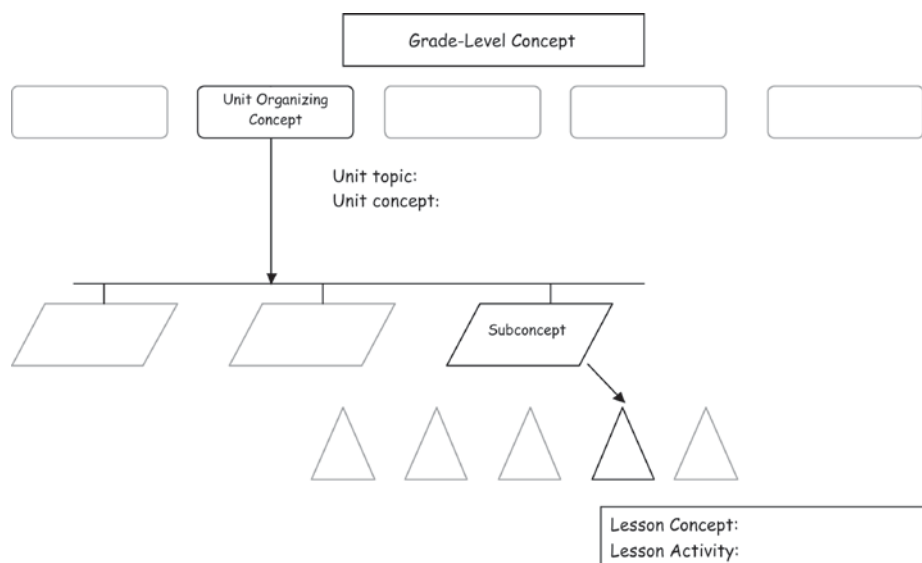 Grade-Level Concept
Unit Organizing
Concept
Unit topic:
Unit concept:
Subconcept
Lesson Concept:
Lesson Activity: